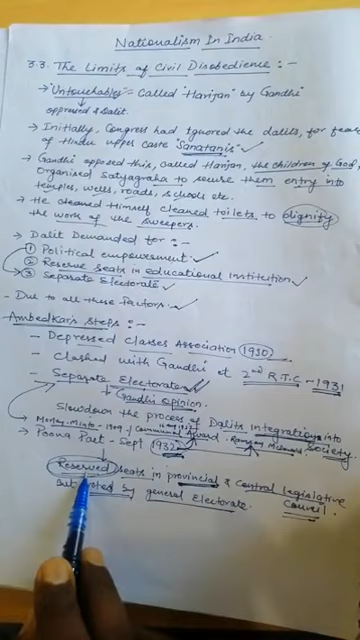 Nationalism In India
3.3. The Limits of Civil Disobedience : -
→ 'Untouchables' = Called "Harijan" by Gandhi
oppressed & Dalit.
→ Initially, Congress had ignored the dalits, for fear
of Hindu upper caste Sanatanis
→ Gandhi opposed this, called Harijan, the children of God,
Organised Satyagraha to secure them entry into
temples, wells, roads, schools etc.
→ He cleaned Himself cleaned toilets to dignify
the work of the sweepers.
→ Dalit Demanded for : -
① Political empowerment
② Reserve seats in educational institution
③ Separate Electorate
- Due to all these factors.
Ambedkar's steps : -
- Depressed Classes Association (1930)
- Clashed with Gandhi at 2nd R.T.C. - 1931
- Separate Electorate
↓ Gandhi opinion.
Slowdown the process of Dalits Integration into
Society
Morley-Minto - 1909 / Communal Award.
→ Poona Pact - Sept 1932
Reserved seats in provincial & Central legislative
Council.
But voted by general Electorate.